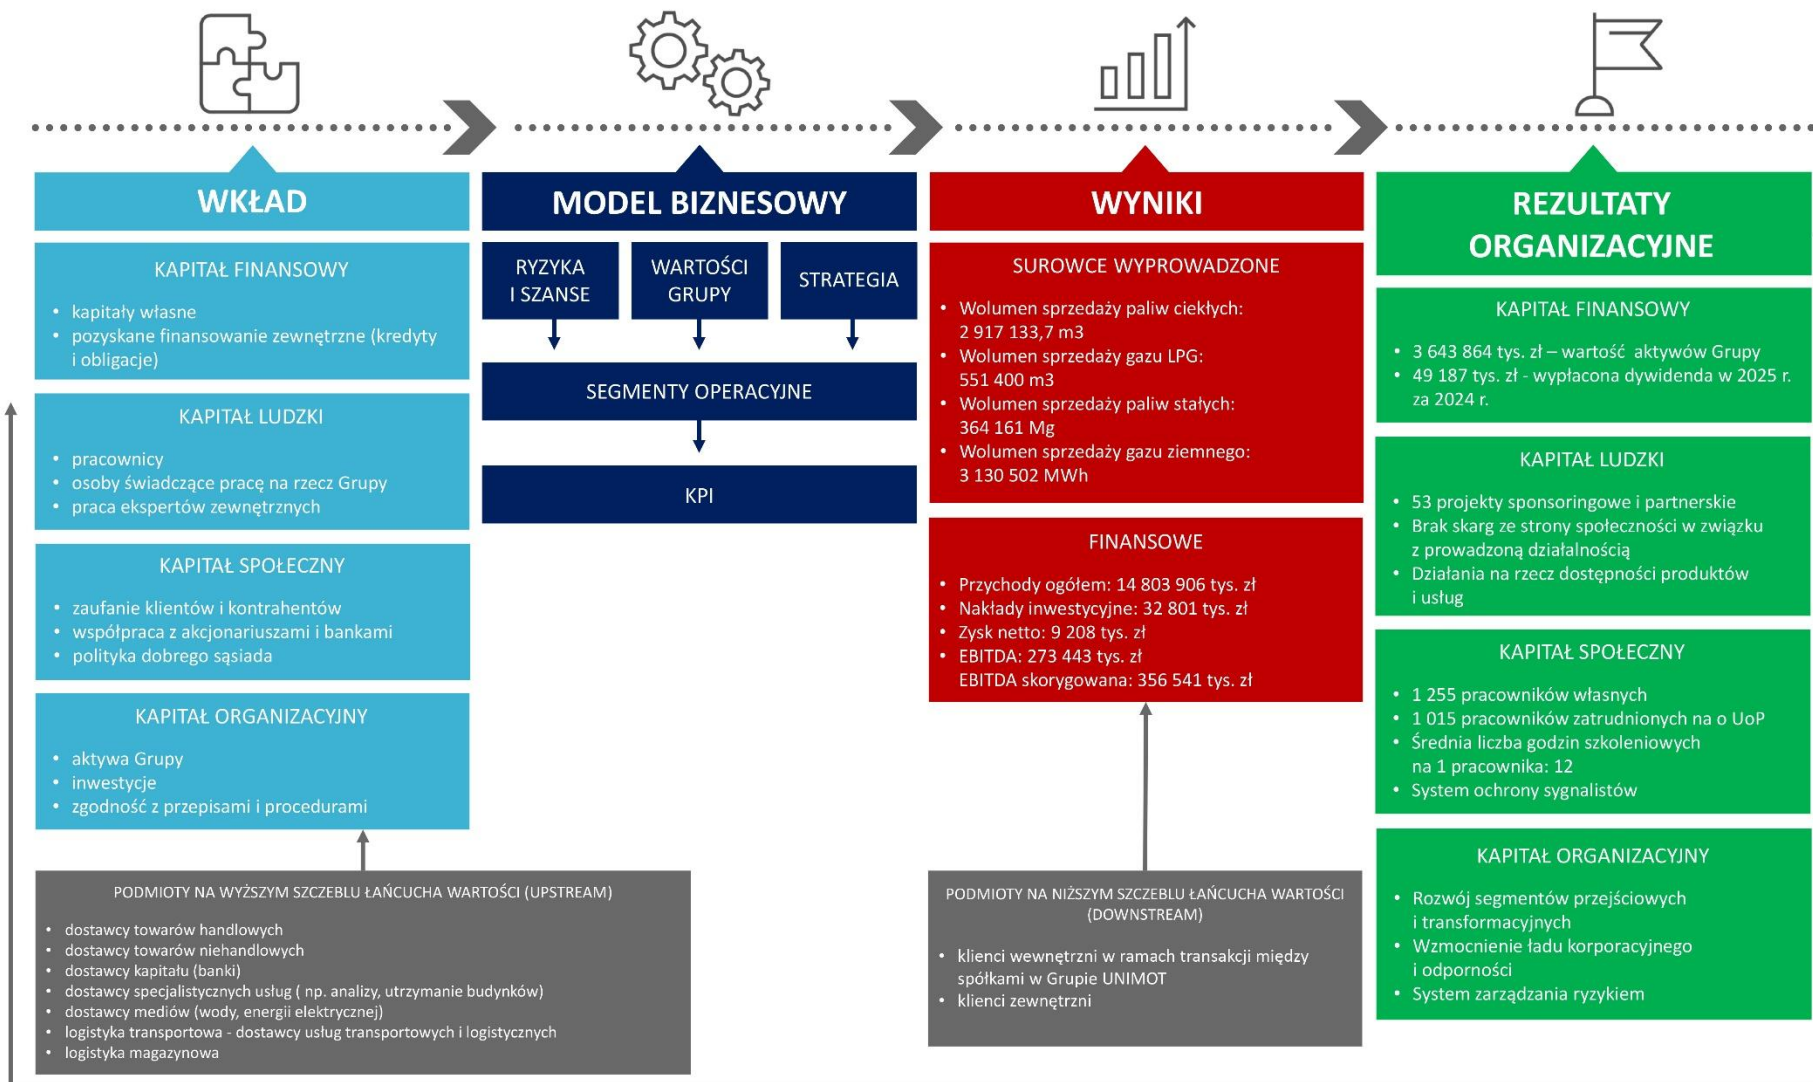 WKŁAD
KAPITAŁ FINANSOWY
• kapitały własne
• pozyskane finansowanie zewnętrzne (kredyty
i obligacje)
KAPITAŁ LUDZKI
• pracownicy
• osoby świadczące pracę na rzecz Grupy
• praca ekspertów zewnętrznych
KAPITAŁ SPOŁECZNY
• zaufanie klientów i kontrahentów
• współpraca z akcjonariuszami i bankami
• polityka dobrego sąsiada
KAPITAŁ ORGANIZACYJNY
• aktywa Grupy
• inwestycje
• zgodność z przepisami i procedurami
PODMIOTY NA WYŻSZYM SZCZEBLU ŁAŃCUCHA WARTOŚCI (UPSTREAM)
• dostawcy towarów handlowych
• dostawcy towarów niehandlowych
• dostawcy kapitału (banki)
• dostawcy specjalistycznych usług ( np. analizy, utrzymanie budynków)
• dostawcy mediów (wody, energii elektrycznej)
• logistyka transportowa - dostawcy usług transportowych i logistycznych
• logistyka magazynowa
MODEL BIZNESOWY
RYZYKA
I SZANSE
WARTOŚCI
GRUPY
STRATEGIA
SEGMENTY OPERACYJNE
KPI
WYNIKI
SUROWCE WYPROWADZONE
• Wolumen sprzedaży paliw ciekłych:
2 917 133,7 m3
• Wolumen sprzedaży gazu LPG:
551 400 m3
• Wolumen sprzedaży paliw stałych:
364 161 Mg
• Wolumen sprzedaży gazu ziemnego:
3 130 502 MWh
FINANSOWE
• Przychody ogółem: 14 803 906 tys. zł
• Nakłady inwestycyjne: 32 801 tys. zł
• Zysk netto: 9 208 tys. zł
• EBITDA: 273 443 tys. zł
EBITDA skorygowana: 356 541 tys. zł
PODMIOTY NA NIŻSZYM SZCZEBLU ŁAŃCUCHA WARTOŚCI
(DOWNSTREAM)
• klienci wewnętrzni w ramach transakcji między
spółkami w Grupie UNIMOT
• klienci zewnętrzni
REZULTATY
ORGANIZACYJNE
KAPITAŁ FINANSOWY
• 3 643 864 tys. zł – wartość aktywów Grupy
• 49 187 tys. zł - wypłacona dywidenda w 2025 r.
za 2024 r.
KAPITAŁ LUDZKI
• 53 projekty sponsoringowe i partnerskie
• Brak skarg ze strony społeczności w związku
z prowadzoną działalnością
• Działania na rzecz dostępności produktów
i usług
KAPITAŁ SPOŁECZNY
• 1 255 pracowników własnych
• 1 015 pracowników zatrudnionych na o UoP
• Średnia liczba godzin szkoleniowych
na 1 pracownika: 12
• System ochrony sygnalistów
KAPITAŁ ORGANIZACYJNY
• Rozwój segmentów przejściowych
i transformacyjnych
• Wzmocnienie ładu korporacyjnego
i odporności
• System zarządzania ryzykiem